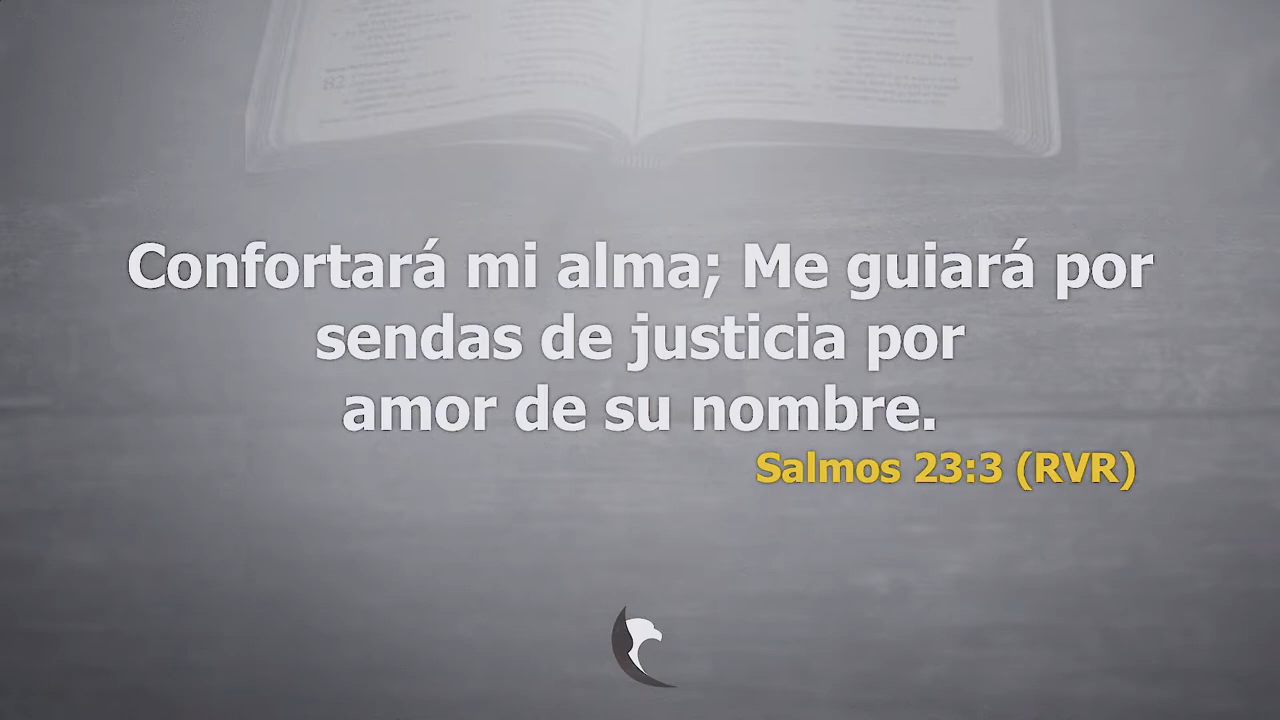 Confortará mi alma; Me guiará por
sendas de justicia por
amor de su nombre.
Salmos 23:3 (RVR)